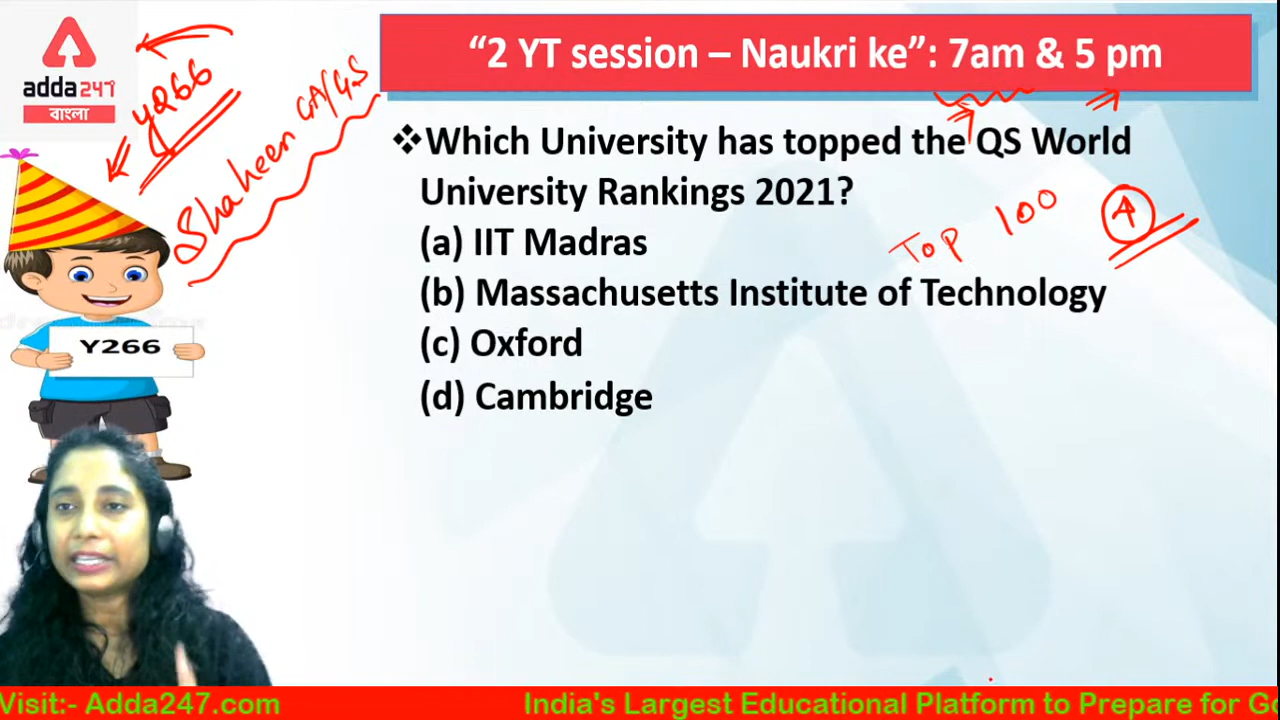 adda247
বাংলা
"2 YT session – Naukri ke": 7am & 5 pm
Y266
Shaheen GA/GS
❖Which University has topped the QS World
University Rankings 2021?
(a) IIT Madras
Top 100
A
(b) Massachusetts Institute of Technology
(c) Oxford
(d) Cambridge
Y266
Visit:- Adda247.com
India's Largest Educational Platform to Prepare for Go